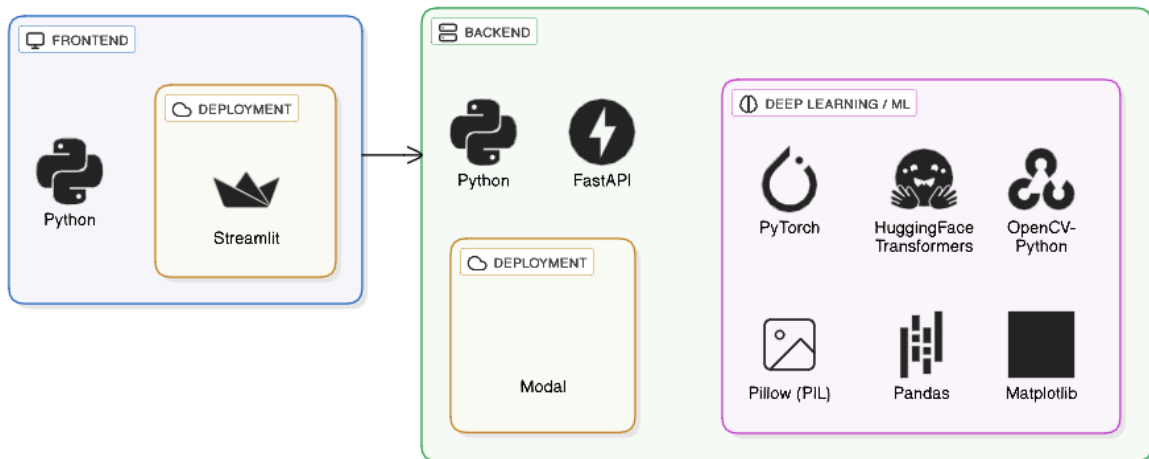 FRONTEND
DEPLOYMENT
Python
Streamlit
BACKEND
Python
FastAPI
DEPLOYMENT
Modal
DEEP LEARNING / ML
PyTorch
HuggingFace
Transformers
OpenCV-
Python
Pillow (PIL)
Pandas
Matplotlib